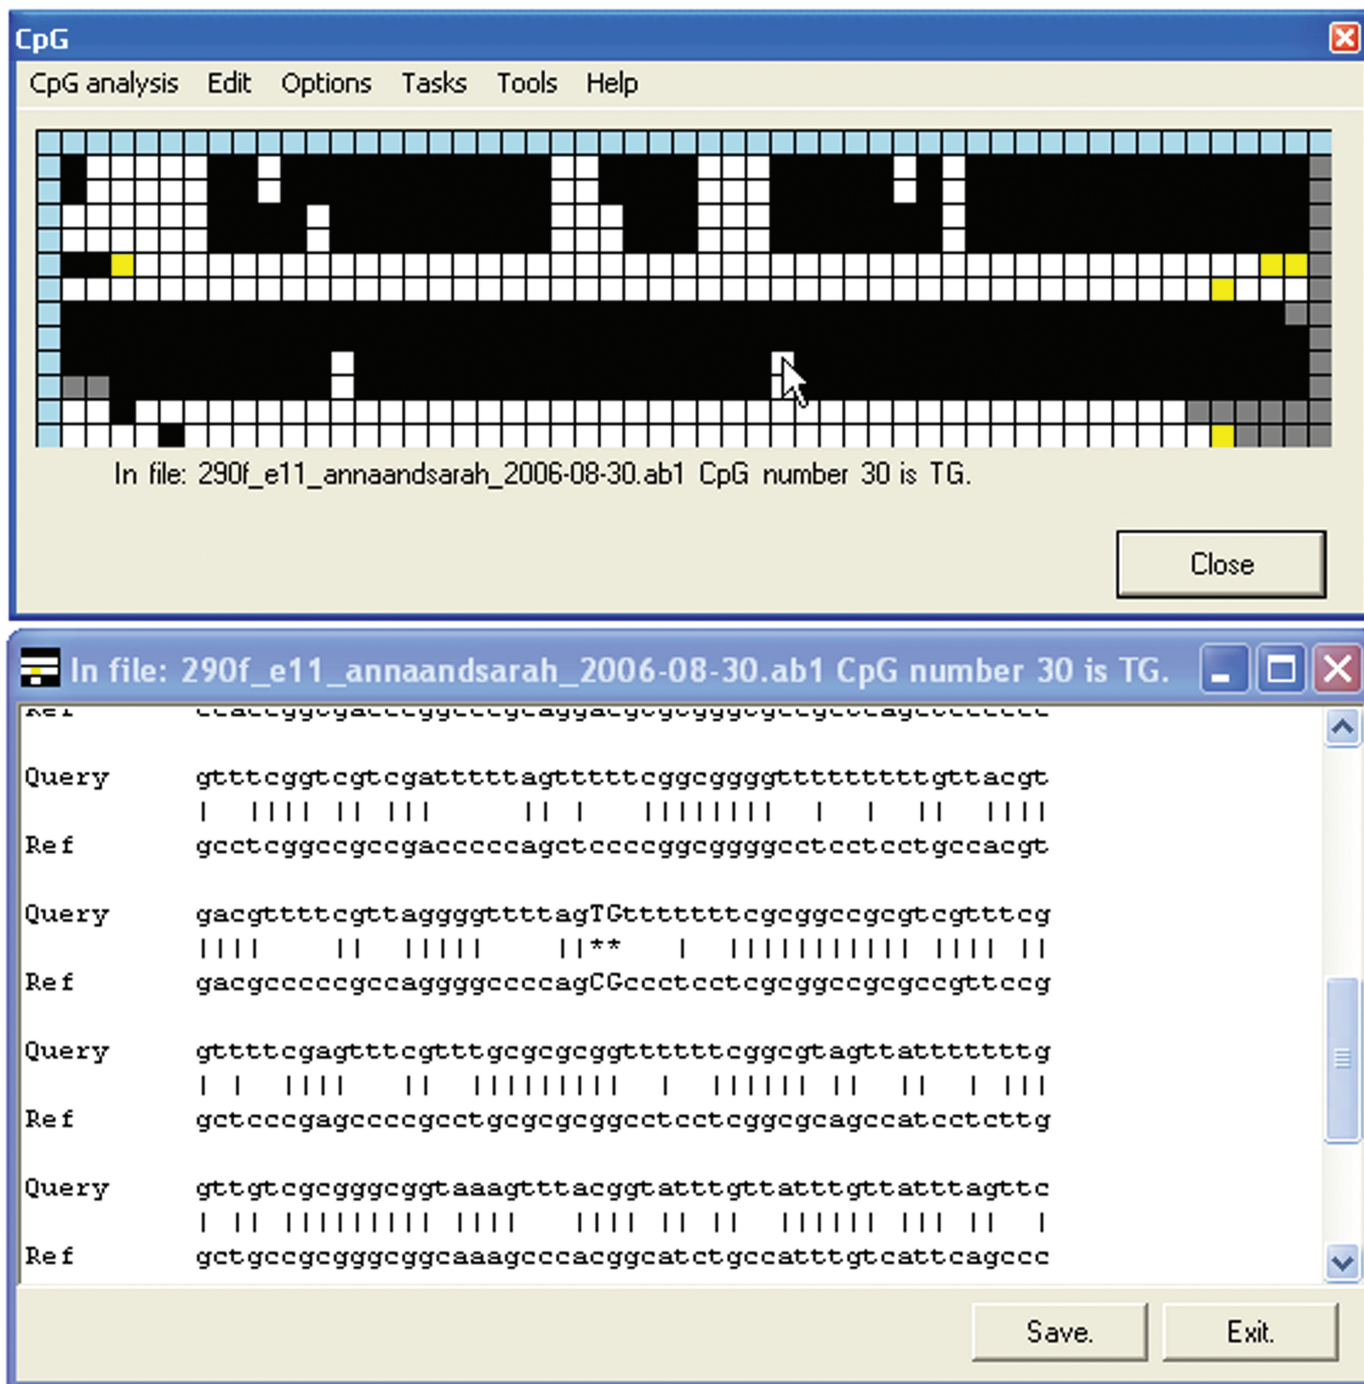 CpG
CpG analysis Edit Options Tasks Tools Help
In file: 290f_e11_annaandsarah_2006-08-30.ab1 CpG number 30 is TG.
Close
In file: 290f_e11_annaandsarah_2006-08-30.ab1 CpG number 30 is TG.
Query gtttcggtcgtcgatttttagtttttcggcggggtttttttttgttacgt
| |||| || ||| || | |||||||| | | || ||||
Ref gcctcggccgccgacccccagctccccggcggggcctcctcctgccacgt
Query gacgttttcgttaggggttttagTGtttttttcgcggccgcgtcgtttcg
|||| || ||||| ||** | ||||||||||| |||| ||
Ref gacgcccccgccaggggccccagCGccctcctcgcggccgcgccgttccg
Query gttttcgagtttcgtttgcgcgcggttttttcggcgtagttatttttttg
| | |||| || ||||||||| | |||||| || || | |||
Ref gctcccgagccccgcctgcgcgcggcctcctcggcgcagccatcctcttg
Query gttgtcgcgggcggtaaagtttacggtatttgttatttgttatttagttc
| || ||||||||| |||| |||| || || |||||| ||| || |
Ref gctgccgcgggcggcaaagcccacggcatctgccatttgtcattcagccc
Save.
Exit.